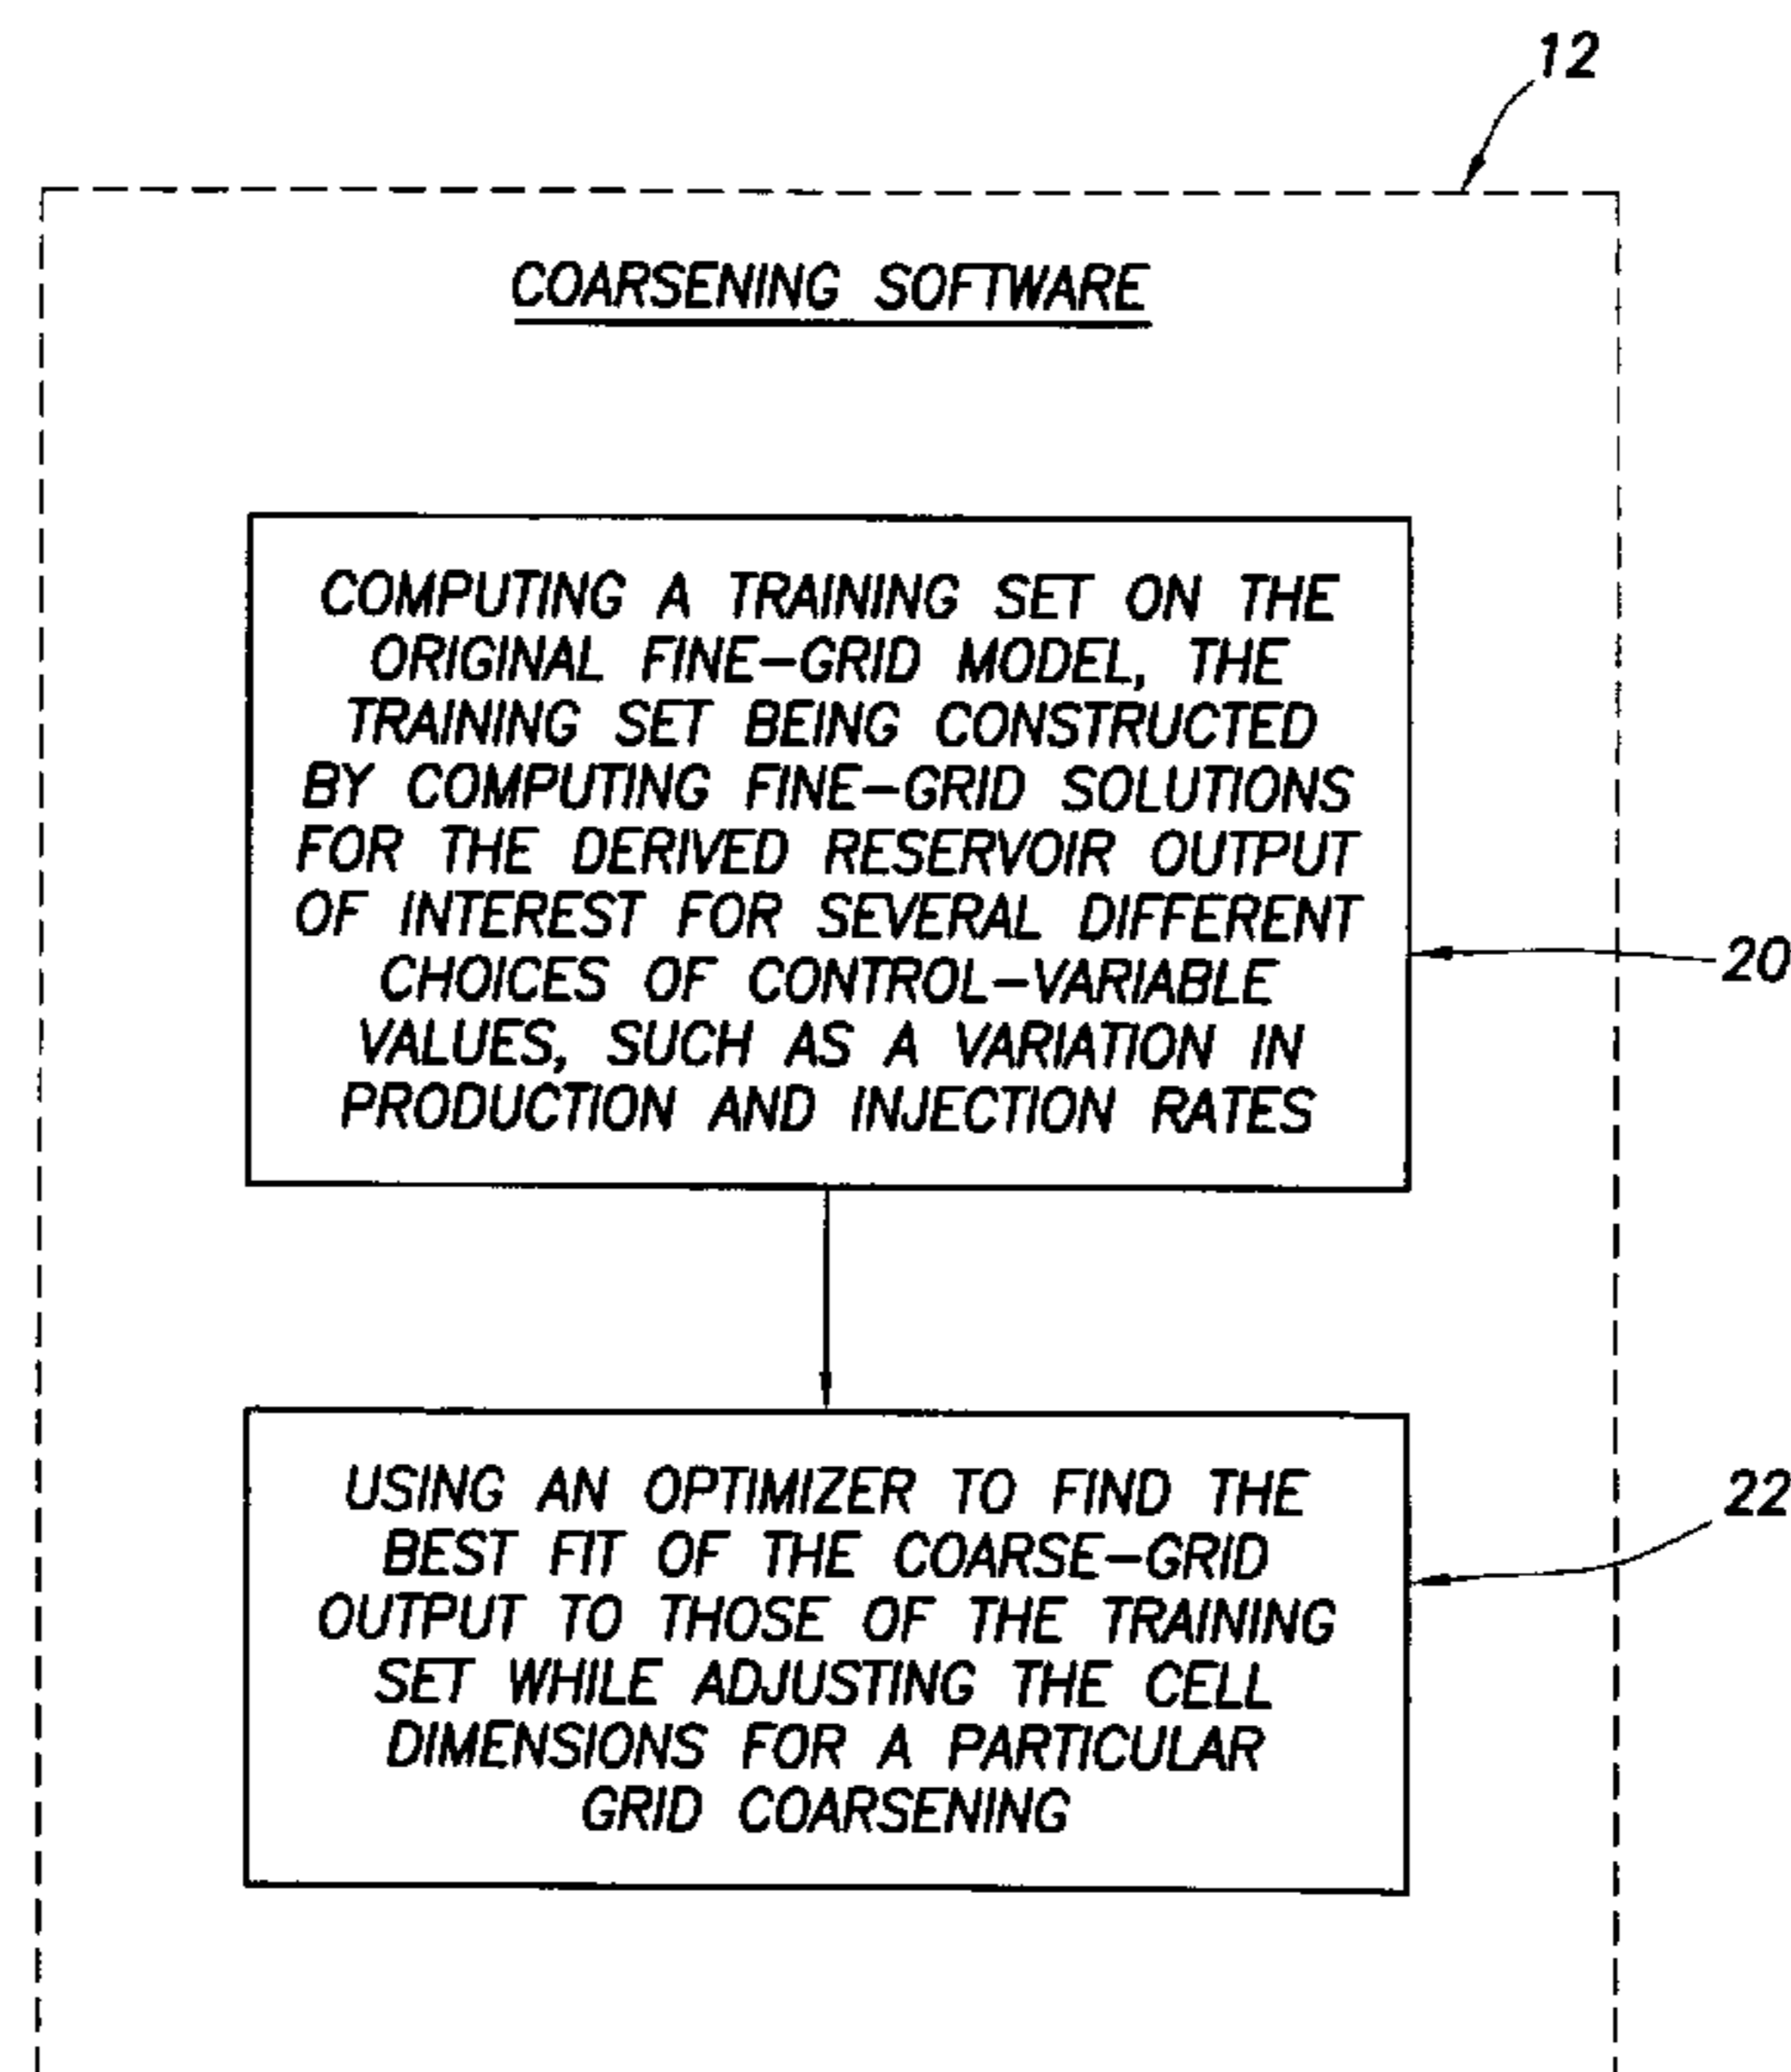 12
COARSENING SOFTWARE
COMPUTING A TRAINING SET ON THE
ORIGINAL FINE-GRID MODEL, THE
TRAINING SET BEING CONSTRUCTED
BY COMPUTING FINE-GRID SOLUTIONS
FOR THE DERIVED RESERVOIR OUTPUT
OF INTEREST FOR SEVERAL DIFFERENT
CHOICES OF CONTROL-VARIABLE
VALUES, SUCH AS A VARIATION IN
PRODUCTION AND INJECTION RATES
20
USING AN OPTIMIZER TO FIND THE
BEST FIT OF THE COARSE-GRID
OUTPUT TO THOSE OF THE TRAINING
SET WHILE ADJUSTING THE CELL
DIMENSIONS FOR A PARTICULAR
GRID COARSENING
22